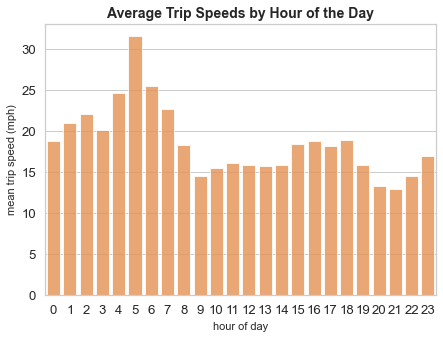 Average Trip Speeds by Hour of the Day
mean trip speed (mph)
30
25
20
15
10
5
0
0 1 2 3 4 5 6 7 8 9 10 11 12 13 14 15 16 17 18 19 20 21 22 23
hour of day